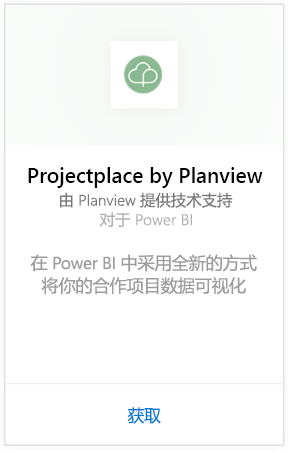 Projectplace by Planview
由 Planview 提供技术支持
对于 Power BI
在 Power BI 中采用全新的方式
将你的合作项目数据可视化
获取